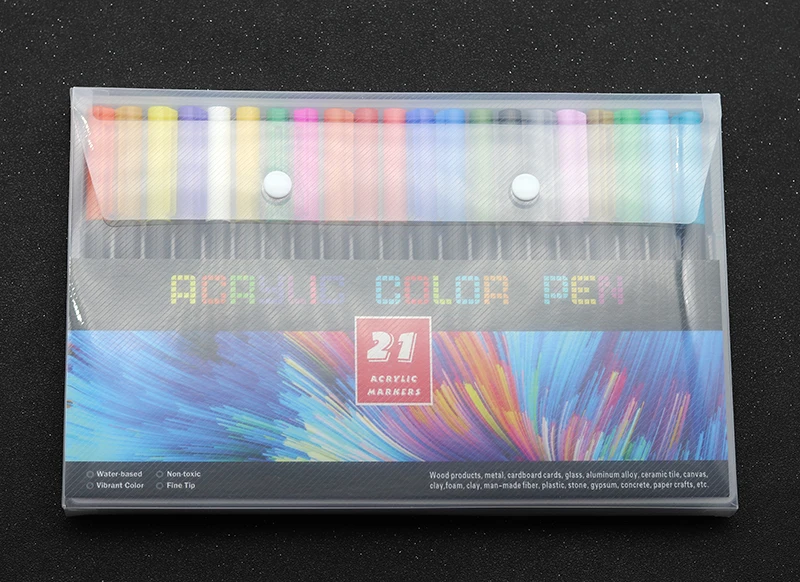 ACRYLIC COLOR PEN
21
ACRYLIC
MARKERS
Water-based Non-toxic
Vibrant Color Fine Tip
Wood products, metal, cardboard cards, glass, aluminum alloy, ceramic tile, canvas,
clay,foam, clay, man-made fiber, plastic, stone, gypsum, concrete, paper crafts, etc.